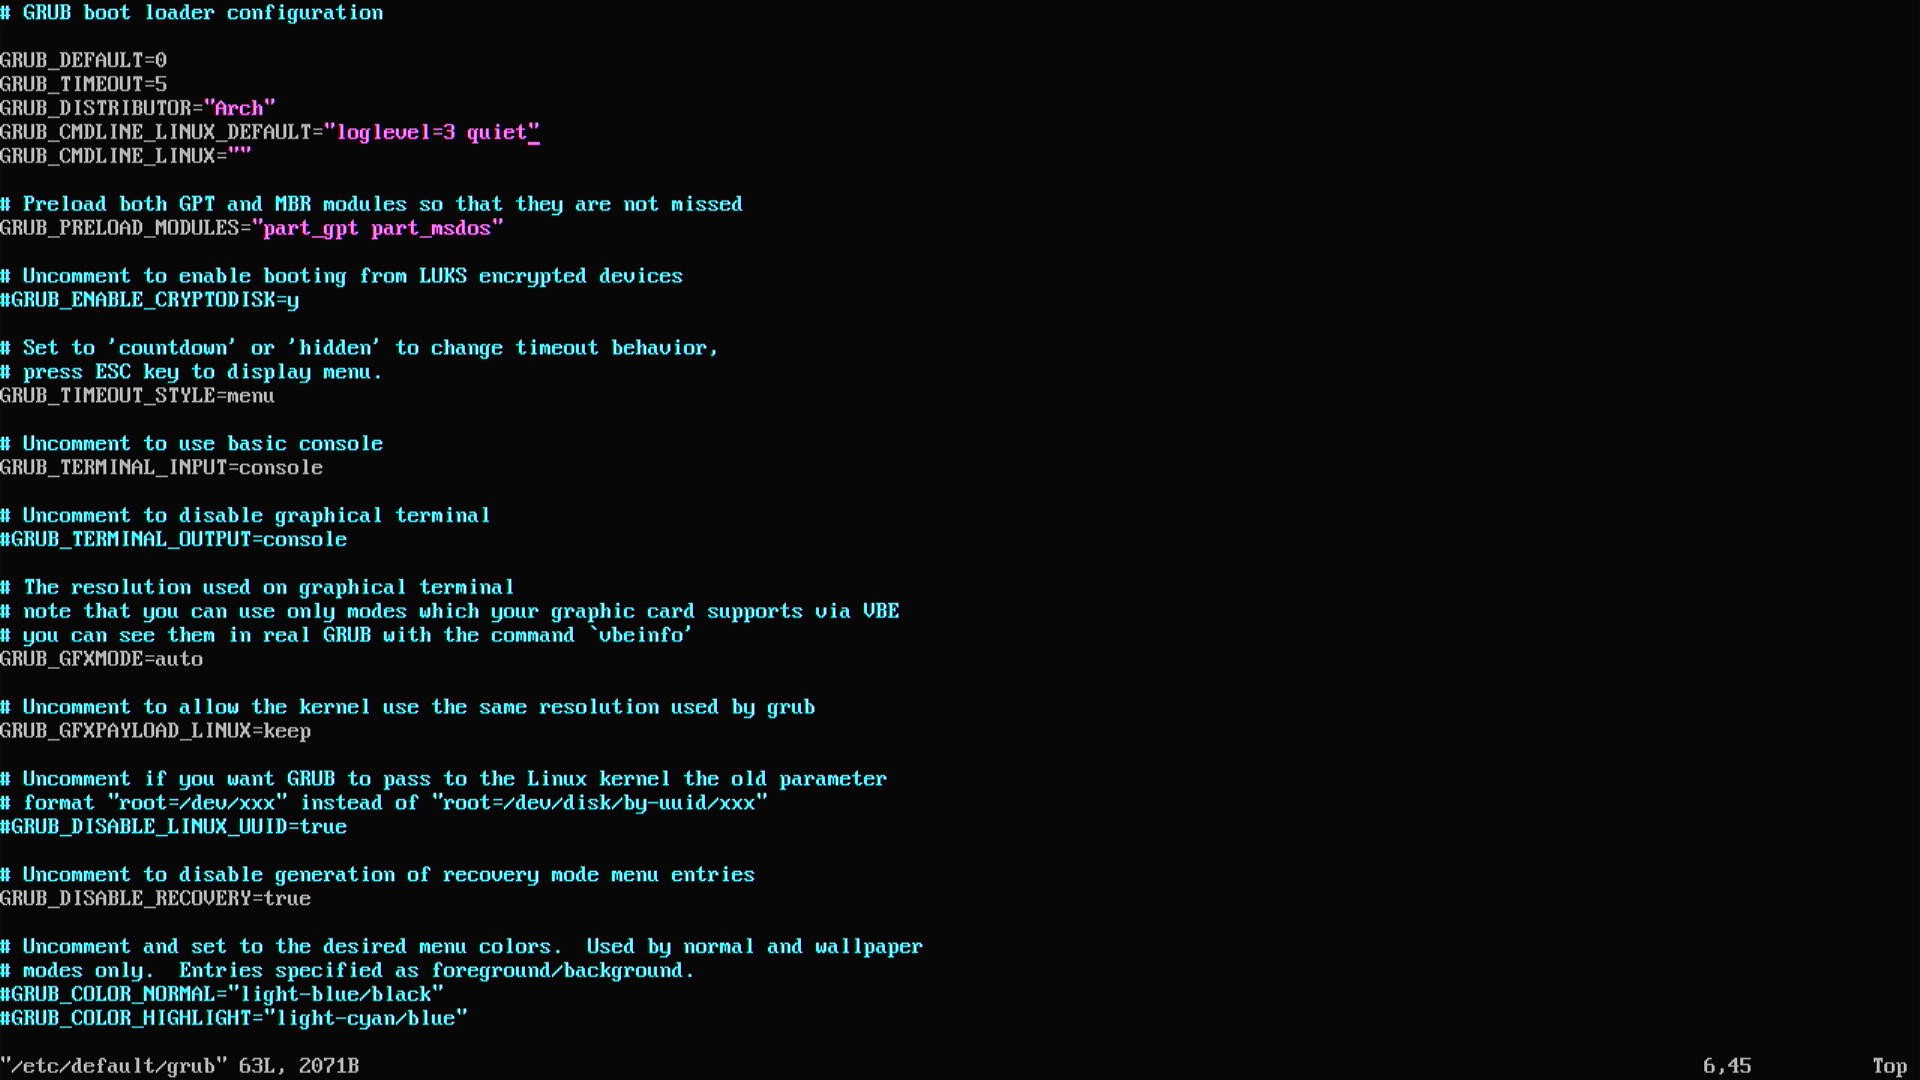 # GRUB boot loader configuration
GRUB_DEFAULT=0
GRUB_TIMEOUT=5
GRUB_DISTRIBUTOR="Arch"
GRUB_CMDLINE_LINUX_DEFAULT="loglevel=3 quiet"
GRUB_CMDLINE_LINUX=""
# Preload both GPT and MBR modules so that they are not missed
GRUB_PRELOAD_MODULES="part_gpt part_msdos"
# Uncomment to enable booting from LUKS encrypted devices
#GRUB_ENABLE_CRYPTODISK=y
# Set to 'countdown' or 'hidden' to change timeout behavior,
# press ESC key to display menu.
GRUB_TIMEOUT_STYLE=menu
# Uncomment to use basic console
GRUB_TERMINAL_INPUT=console
# Uncomment to disable graphical terminal
#GRUB_TERMINAL_OUTPUT=console
# The resolution used on graphical terminal
# note that you can use only modes which your graphic card supports via VBE
# you can see them in real GRUB with the command `vbeinfo'
GRUB_GFXMODE=auto
# Uncomment to allow the kernel use the same resolution used by grub
GRUB_GFXPAYLOAD_LINUX=keep
# Uncomment if you want GRUB to pass to the Linux kernel the old parameter
# format "root=/dev/xxx" instead of "root=/dev/disk/by-uuid/xxx"
#GRUB_DISABLE_LINUX_UUID=true
# Uncomment to disable generation of recovery mode menu entries
GRUB_DISABLE_RECOVERY=true
# Uncomment and set to the desired menu colors.  Used by normal and wallpaper
# modes only.  Entries specified as foreground/background.
#GRUB_COLOR_NORMAL="light-blue/black"
#GRUB_COLOR_HIGHLIGHT="light-cyan/blue"
"/etc/default/grub" 63L, 2071B 6,45 Top